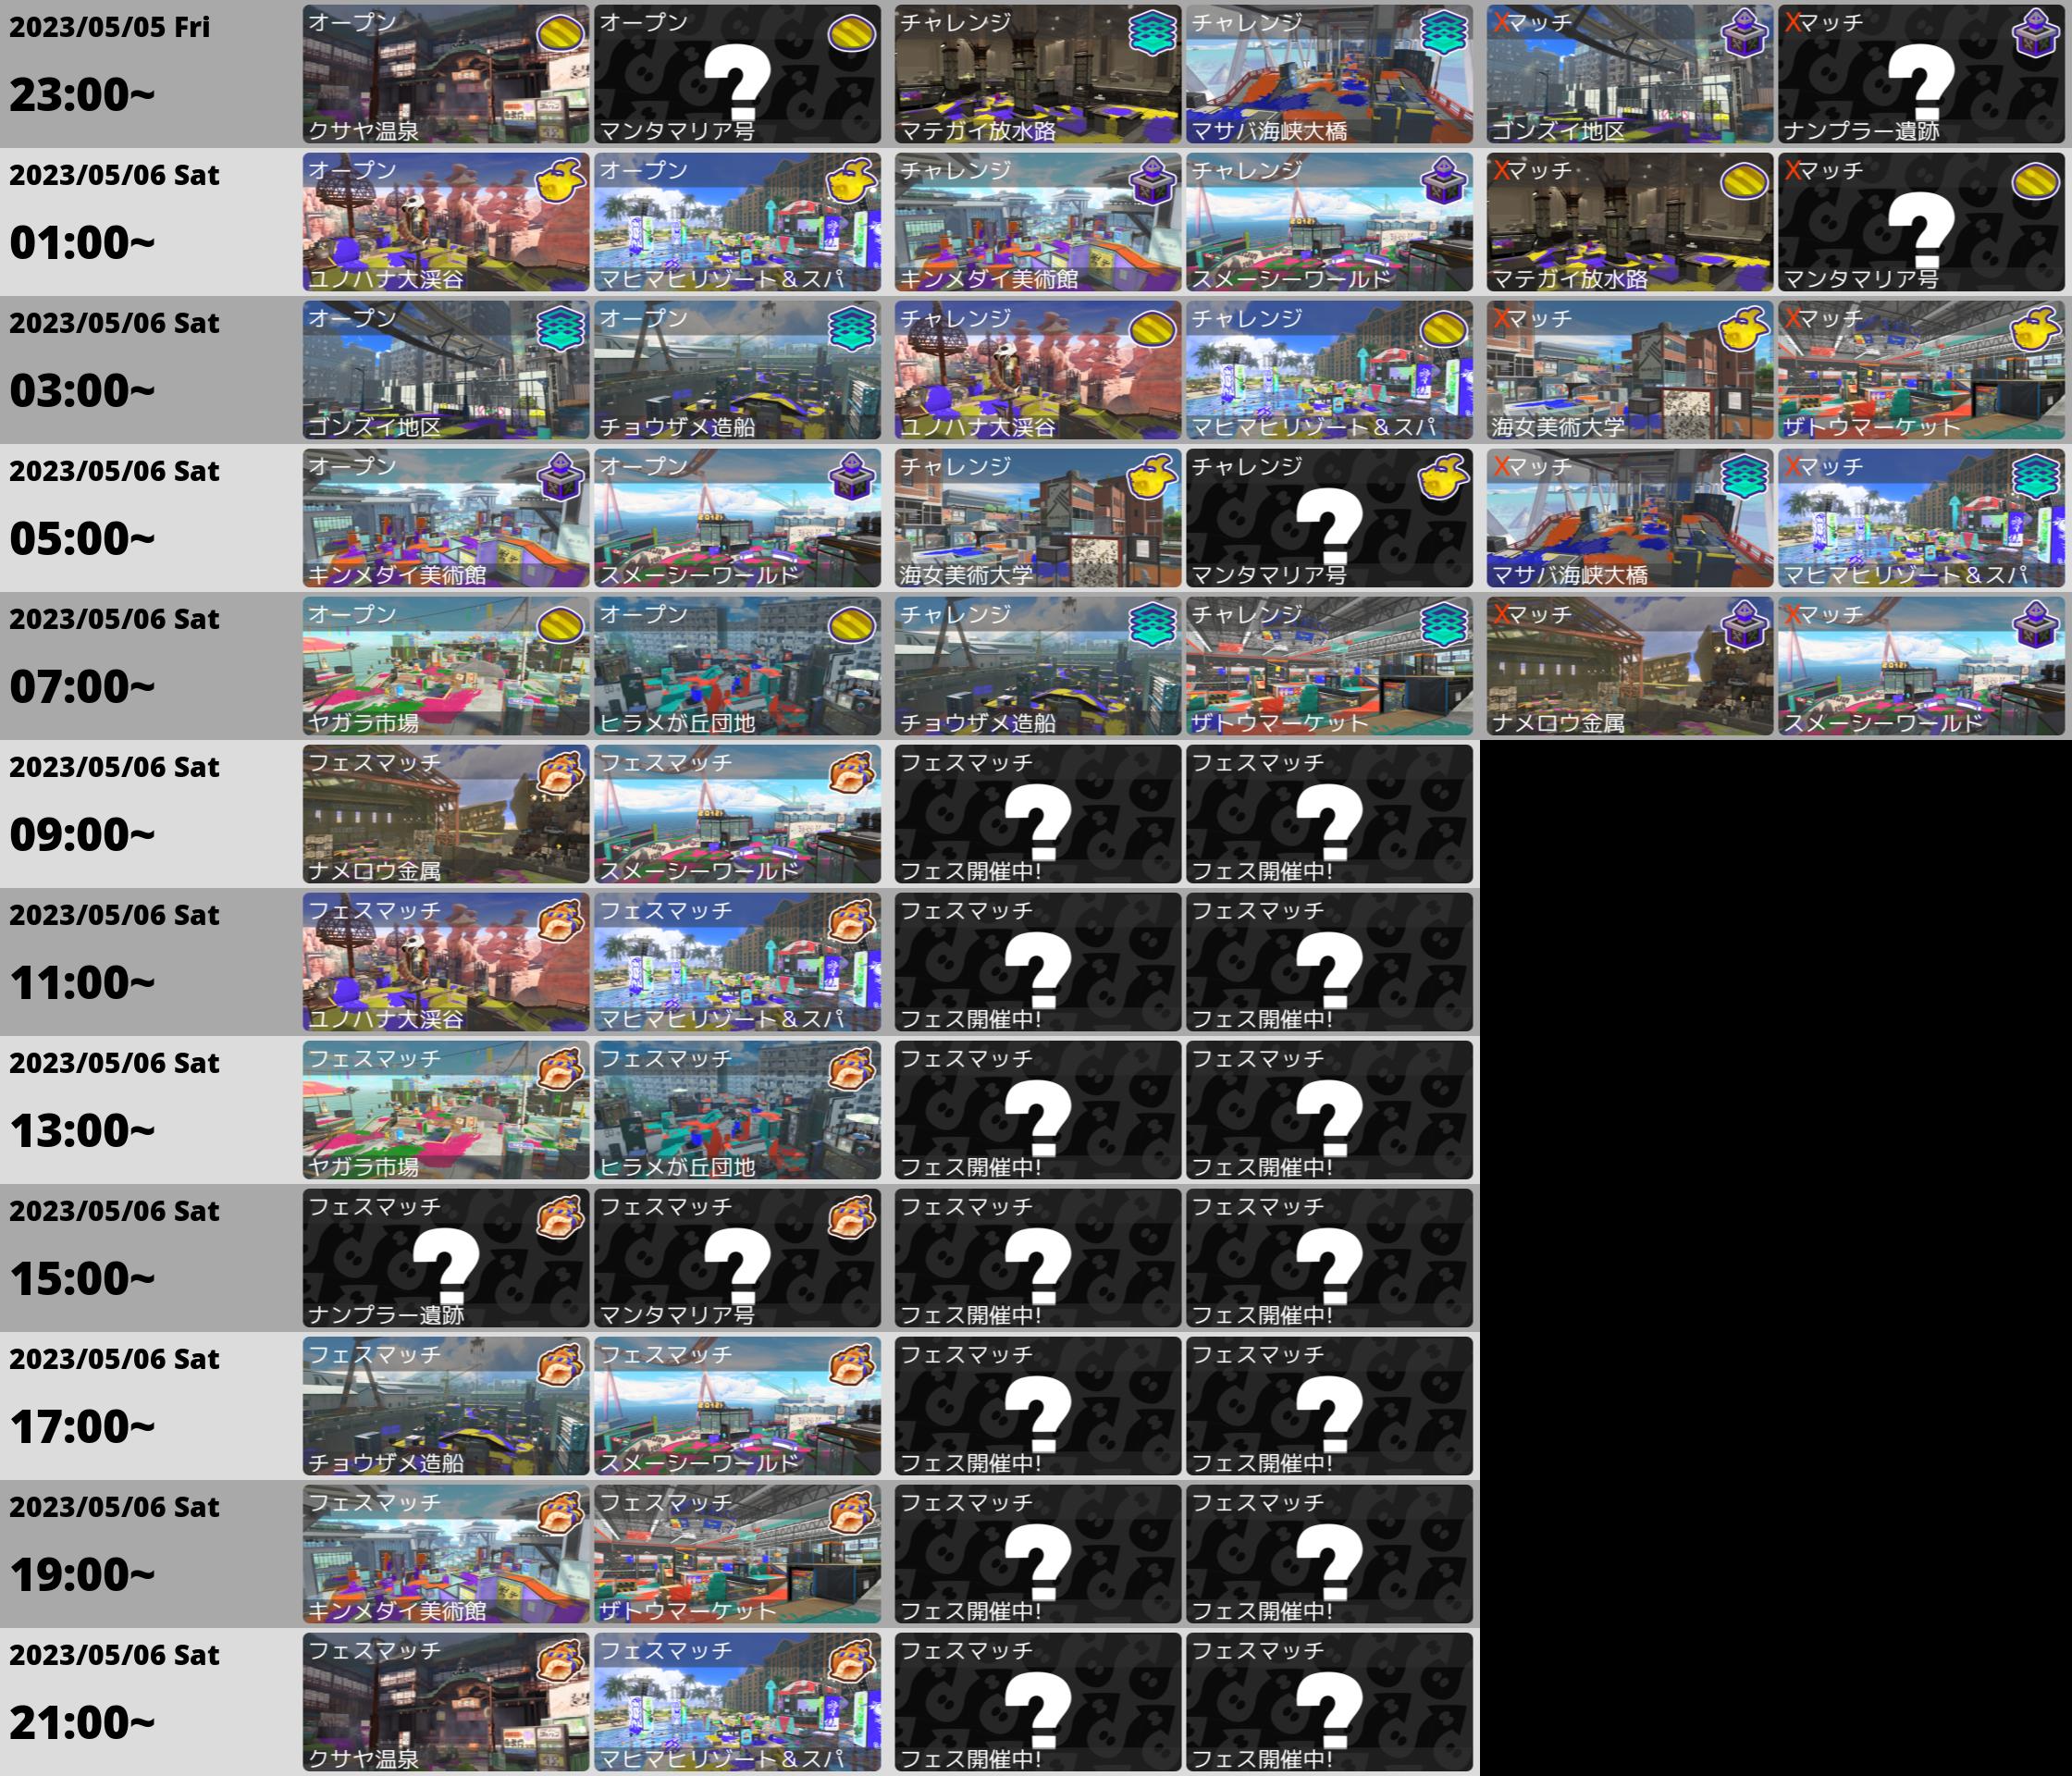 2023/05/05 Fri
23:00~
オープン
クサヤ温泉
オープン
マンタマリア号
チャレンジ
マテガイ放水路
チャレンジ
マサバ海峡大橋
Xマッチ
ゴンズイ地区
Xマッチ
ナンプラー遺跡
2023/05/06 Sat
01:00~
オープン
ユノハナ大渓谷
オープン
マヒマヒリゾート&スパ
チャレンジ
キンメダイ美術館
チャレンジ
スメーシーワールド
Xマッチ
マテガイ放水路
Xマッチ
マンタマリア号
2023/05/06 Sat
03:00~
オープン
ゴンズイ地区
オープン
チョウザメ造船
チャレンジ
ユノハナ大渓谷
チャレンジ
マヒマヒリゾート&スパ
Xマッチ
海女美術大学
Xマッチ
ザトウマーケット
2023/05/06 Sat
05:00~
オープン
キンメダイ美術館
オープン
スメーシーワールド
チャレンジ
海女美術大学
チャレンジ
マンタマリア号
Xマッチ
マサバ海峡大橋
Xマッチ
マヒマヒリゾート&スパ
2023/05/06 Sat
07:00~
オープン
ヤガラ市場
オープン
ヒラメが丘団地
チャレンジ
チョウザメ造船
チャレンジ
ザトウマーケット
Xマッチ
ナメロウ金属
Xマッチ
スメーシーワールド
2023/05/06 Sat
09:00~
フェスマッチ
ナメロウ金属
フェスマッチ
スメーシーワールド
フェスマッチ
フェス開催中!
フェスマッチ
フェス開催中!
2023/05/06 Sat
11:00~
フェスマッチ
ユノハナ大渓谷
フェスマッチ
マヒマヒリゾート&スパ
フェスマッチ
フェス開催中!
フェスマッチ
フェス開催中!
2023/05/06 Sat
13:00~
フェスマッチ
ヤガラ市場
フェスマッチ
ヒラメが丘団地
フェスマッチ
フェス開催中!
フェスマッチ
フェス開催中!
2023/05/06 Sat
15:00~
フェスマッチ
ナンプラー遺跡
フェスマッチ
マンタマリア号
フェスマッチ
フェス開催中!
フェスマッチ
フェス開催中!
2023/05/06 Sat
17:00~
フェスマッチ
チョウザメ造船
フェスマッチ
スメーシーワールド
フェスマッチ
フェス開催中!
フェスマッチ
フェス開催中!
2023/05/06 Sat
19:00~
フェスマッチ
キンメダイ美術館
フェスマッチ
ザトウマーケット
フェスマッチ
フェス開催中!
フェスマッチ
フェス開催中!
2023/05/06 Sat
21:00~
フェスマッチ
クサヤ温泉
フェスマッチ
マヒマヒリゾート&スパ
フェスマッチ
フェス開催中!
フェスマッチ
フェス開催中!